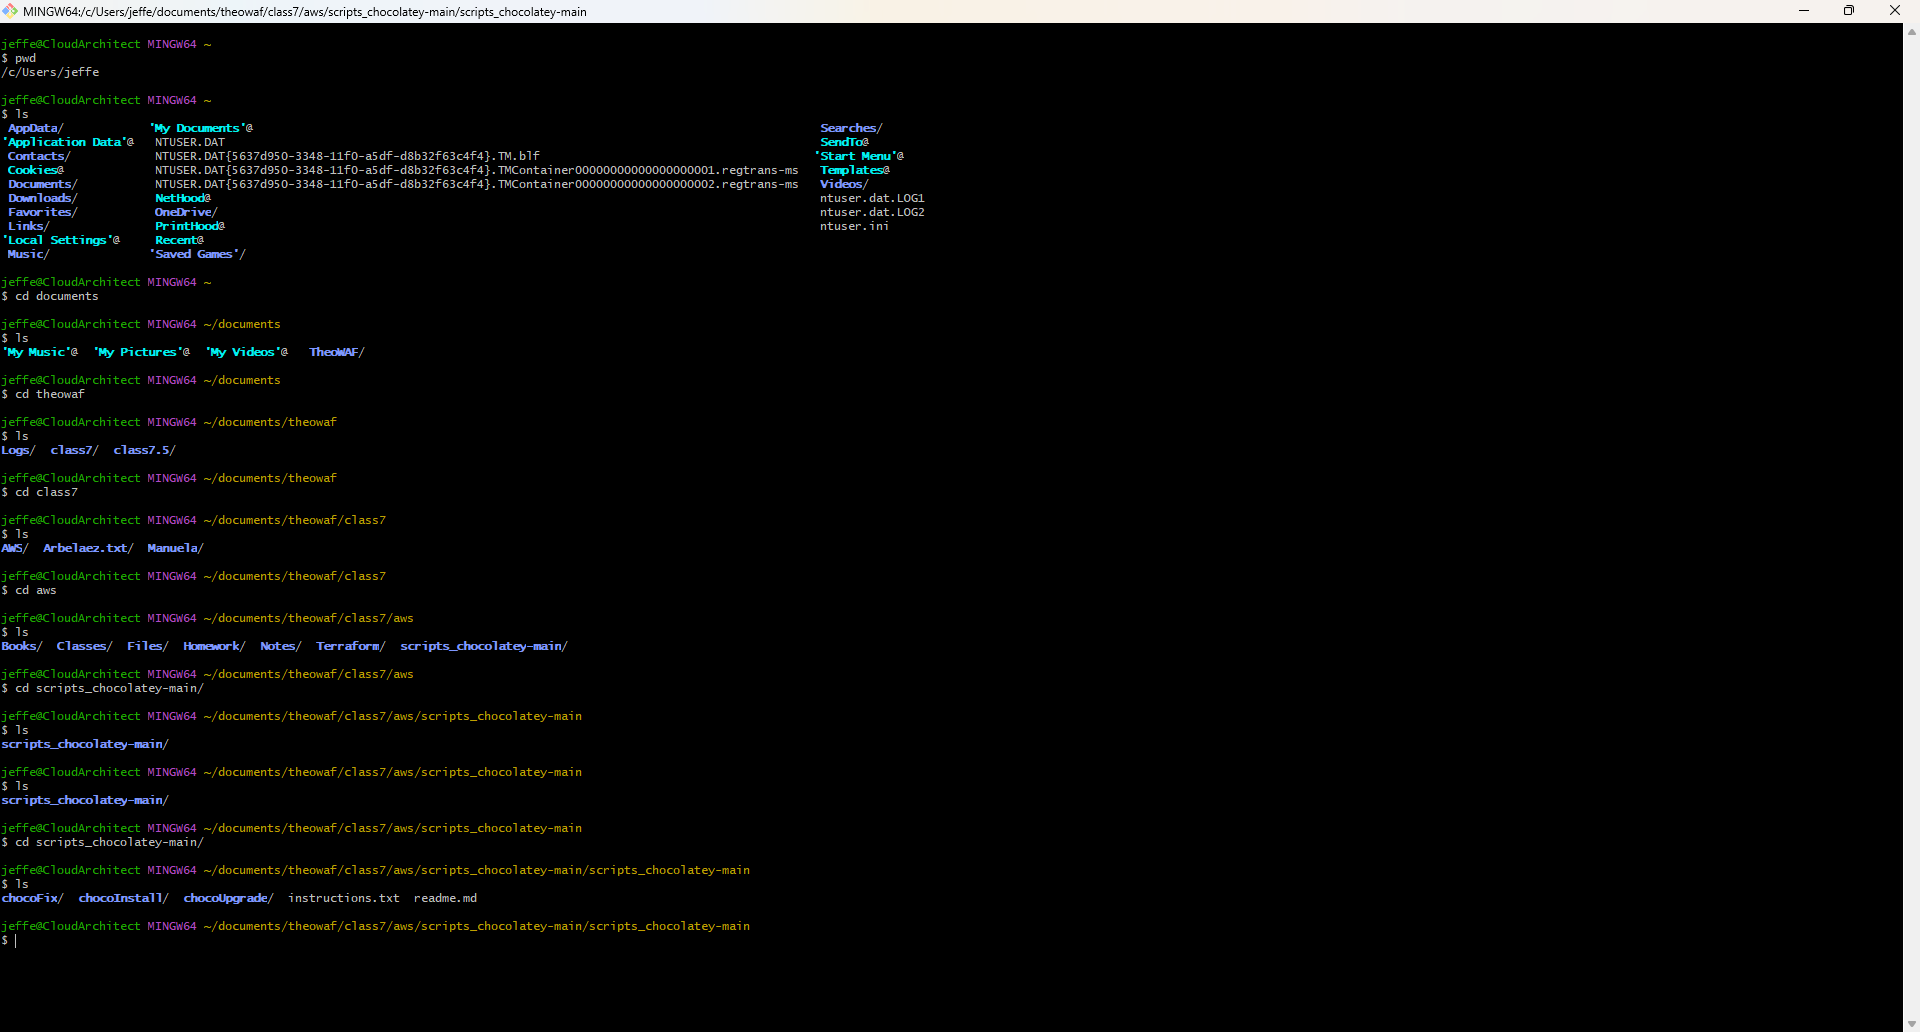 MINGW64:/c/Users/jeffe/documents/theowaf/class7/aws/scripts_chocolatey-main/scripts_chocolatey-main
jeffe@CloudArchitect MINGW64 ~
$ pwd
/c/Users/jeffe
jeffe@CloudArchitect MINGW64 ~
$ ls
AppData/ 'My Documents'@ Searches/
'Application Data'@ NTUSER.DAT SendTo@
Contacts/ NTUSER.DAT{5637d950-3348-11f0-a5df-d8b32f63c4f4}.TM.blf 'Start Menu'@
Cookies@ NTUSER.DAT{5637d950-3348-11f0-a5df-d8b32f63c4f4}.TMContainer00000000000000000001.regtrans-ms Templates@
Documents/ NTUSER.DAT{5637d950-3348-11f0-a5df-d8b32f63c4f4}.TMContainer00000000000000000002.regtrans-ms Videos/
Downloads/ NetHood@ ntuser.dat.LOG1
Favorites/ OneDrive/ ntuser.dat.LOG2
Links/ PrintHood@ ntuser.ini
'Local Settings'@ Recent@
Music/ 'Saved Games'/
jeffe@CloudArchitect MINGW64 ~
$ cd documents
jeffe@CloudArchitect MINGW64 ~/documents
$ ls
'My Music'@ 'My Pictures'@ 'My Videos'@ TheoWAF/
jeffe@CloudArchitect MINGW64 ~/documents
$ cd theowaf
jeffe@CloudArchitect MINGW64 ~/documents/theowaf
$ ls
Logs/ class7/ class7.5/
jeffe@CloudArchitect MINGW64 ~/documents/theowaf
$ cd class7
jeffe@CloudArchitect MINGW64 ~/documents/theowaf/class7
$ ls
AWS/ Arbelaez.txt/ Manuela/
jeffe@CloudArchitect MINGW64 ~/documents/theowaf/class7
$ cd aws
jeffe@CloudArchitect MINGW64 ~/documents/theowaf/class7/aws
$ ls
Books/ Classes/ Files/ Homework/ Notes/ Terraform/ scripts_chocolatey-main/
jeffe@CloudArchitect MINGW64 ~/documents/theowaf/class7/aws
$ cd scripts_chocolatey-main/
jeffe@CloudArchitect MINGW64 ~/documents/theowaf/class7/aws/scripts_chocolatey-main
$ ls
scripts_chocolatey-main/
jeffe@CloudArchitect MINGW64 ~/documents/theowaf/class7/aws/scripts_chocolatey-main
$ ls
scripts_chocolatey-main/
jeffe@CloudArchitect MINGW64 ~/documents/theowaf/class7/aws/scripts_chocolatey-main
$ cd scripts_chocolatey-main/
jeffe@CloudArchitect MINGW64 ~/documents/theowaf/class7/aws/scripts_chocolatey-main/scripts_chocolatey-main
$ ls
chocoFix/ chocoInstall/ chocoUpgrade/ instructions.txt readme.md
jeffe@CloudArchitect MINGW64 ~/documents/theowaf/class7/aws/scripts_chocolatey-main/scripts_chocolatey-main
$